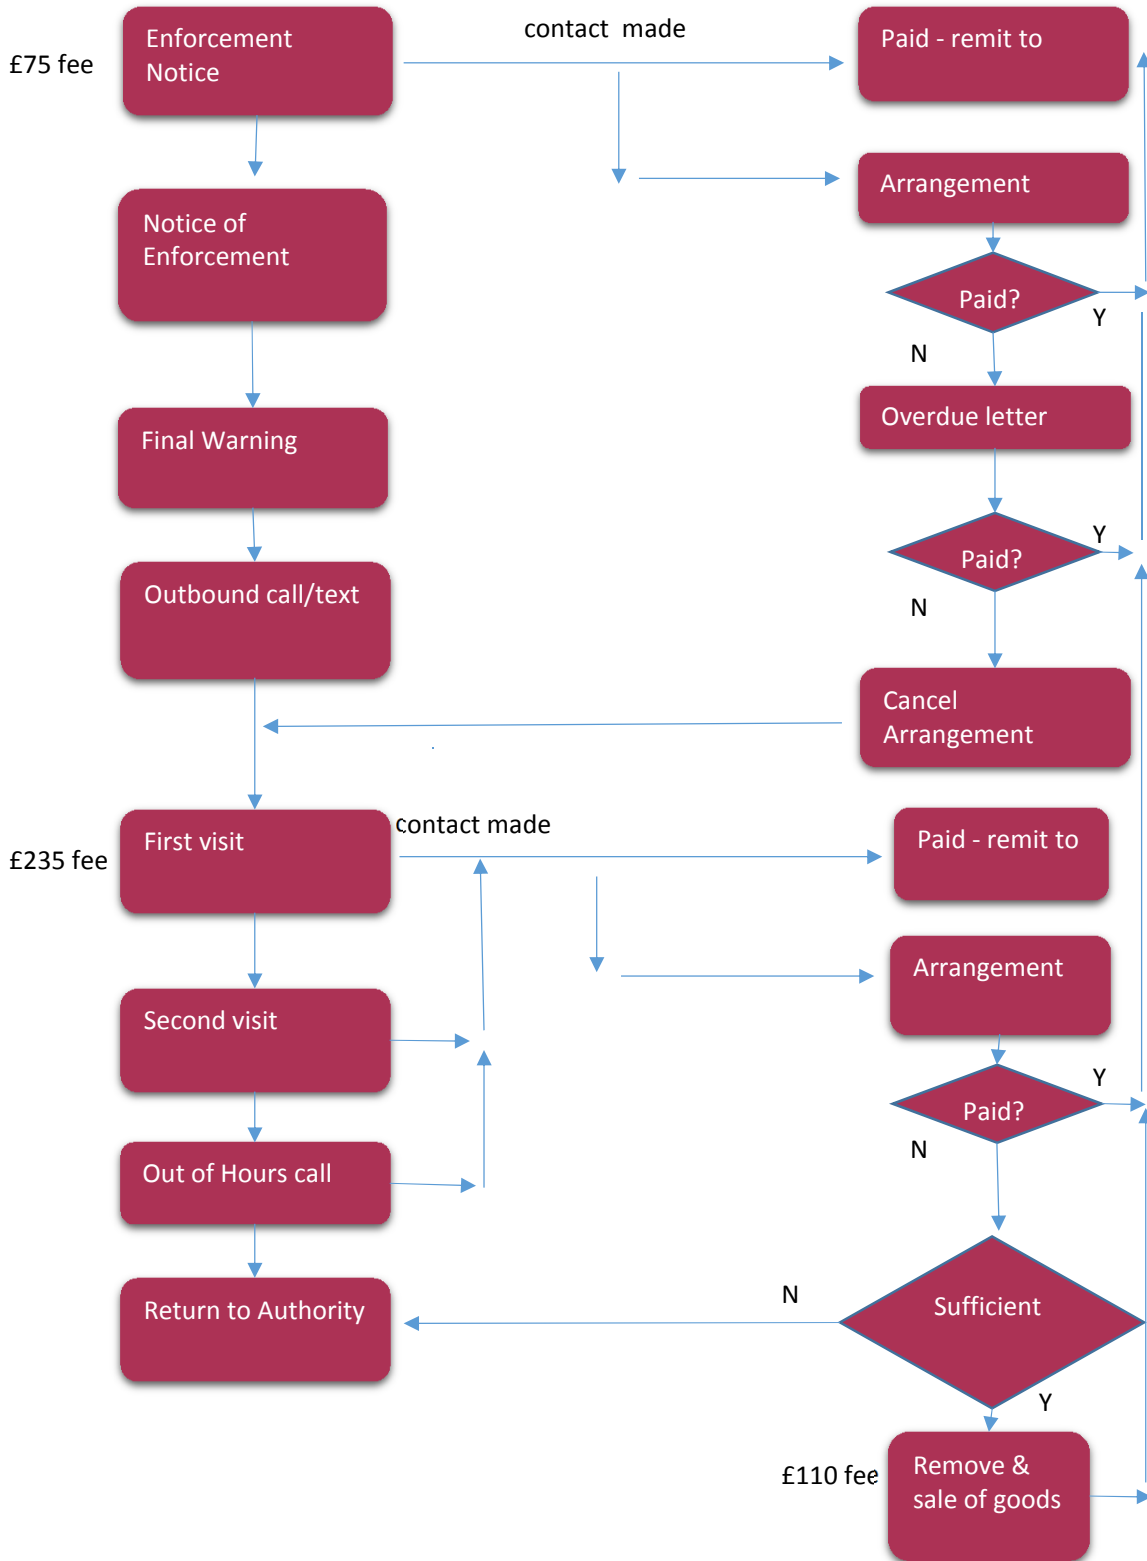 Enforcement
Notice
£75 fee
contact  made
Paid - remit to
Arrangement
Notice of
Enforcement
Paid?
Y
N
Overdue letter
Final Warning
Paid?
Y
N
Outbound call/text
Cancel
Arrangement
First visit
£235 fee
contact made
Paid - remit to
Arrangement
Second visit
Paid?
Y
N
Out of Hours call
Return to Authority
N
Sufficient
Y
£110 fee
Remove &
sale of goods